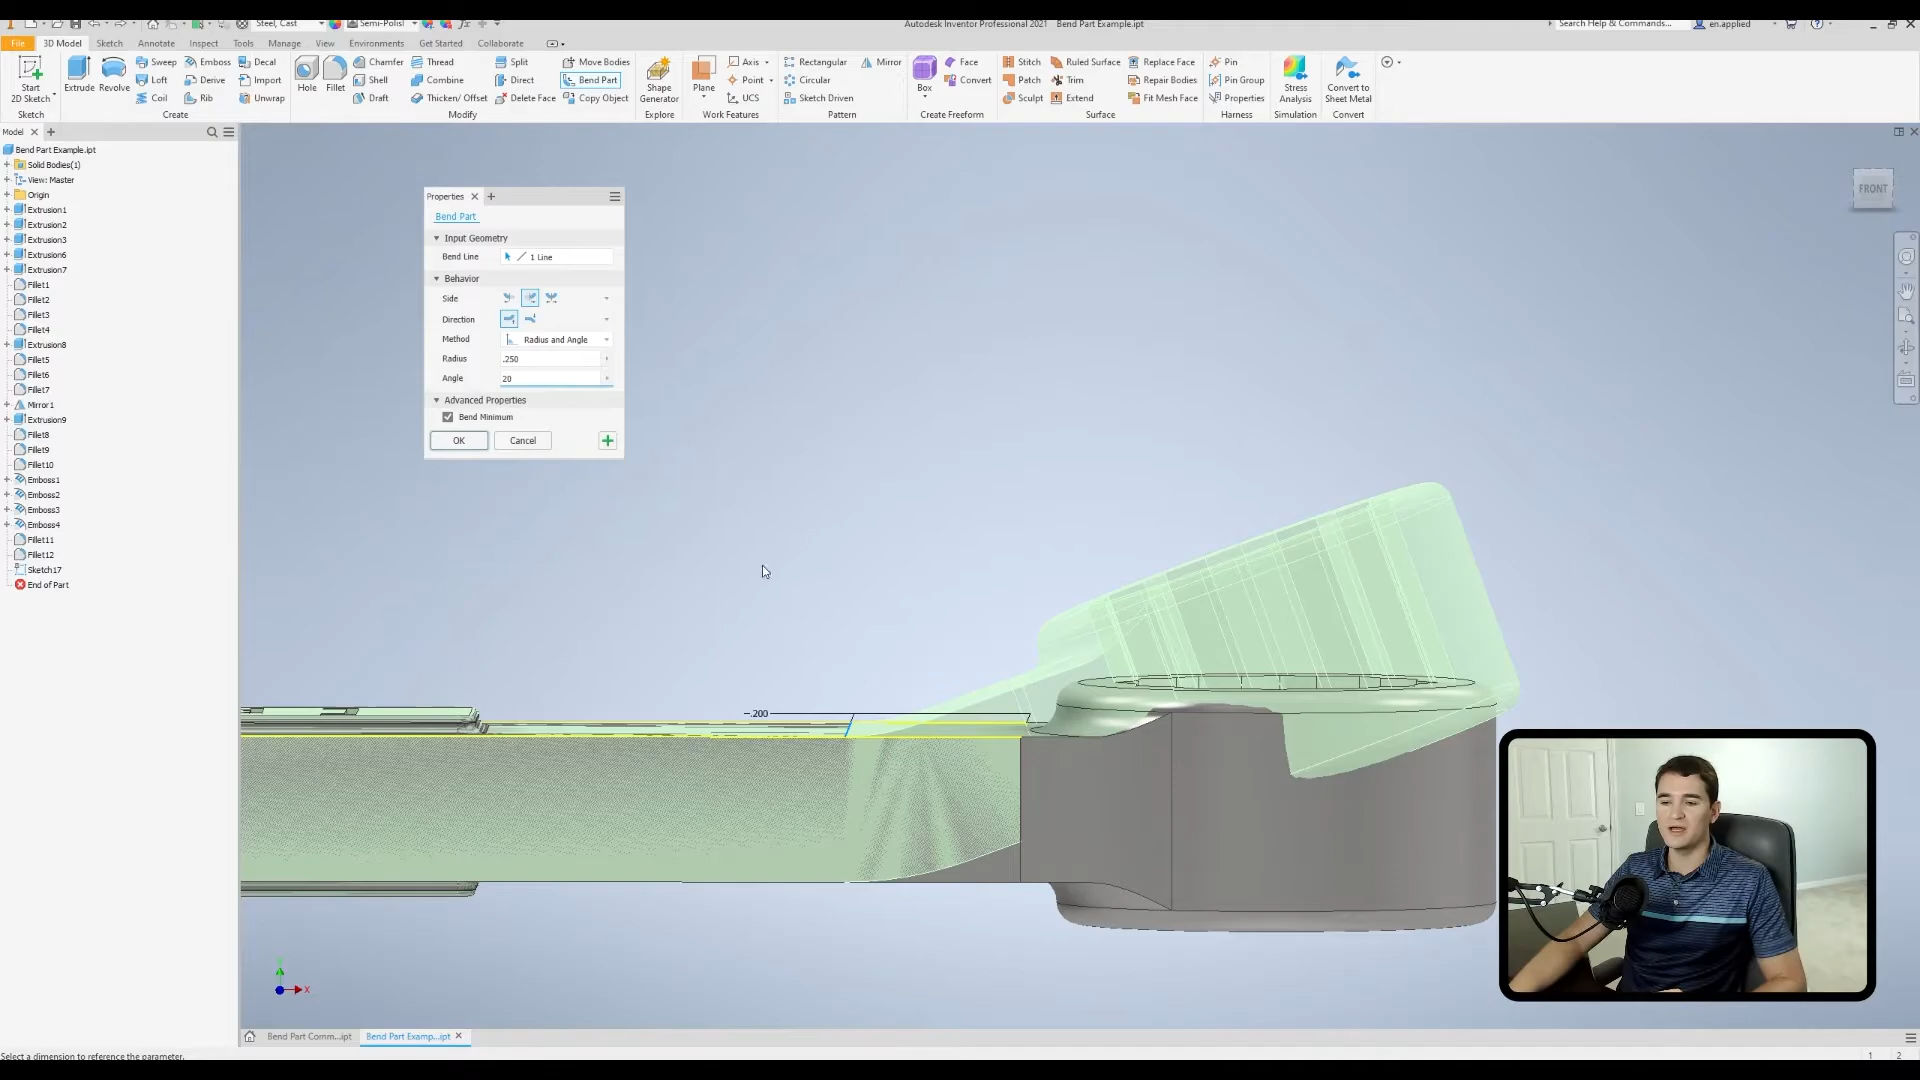 Steel, Cast
Semi-Polisl
Autodesk Inventor Professional 2021 Bend Part Example.ipt
Search Help & Commands...
en.applied
File 3D Model Sketch Annotate Inspect Tools Manage View Environments Get Started Collaborate
Start
2D Sketch
Extrude
Revolve
Sweep
Loft
Coil
Emboss
Derive
Rib
Decal
Import
Unwrap
Hole
Fillet
Chamfer
Shell
Draft
Thread
Combine
Thicken/ Offset
Split
Direct
Delete Face
Move Bodies
Bend Part
Copy Object
Shape
Generator
Plane
Axis
Point
UCS
Rectangular
Circular
Sketch Driven
Mirror
Box
Face
Convert
Stitch
Patch
Sculpt
Ruled Surface
Trim
Extend
Replace Face
Repair Bodies
Fit Mesh Face
Pin
Pin Group
Properties
Stress
Analysis
Convert to
Sheet Metal
Sketch Create Modify Explore Work Features Pattern Create Freeform Surface Harness Simulation Convert
Model
Bend Part Example.ipt
Solid Bodies(1)
View: Master
Origin
Extrusion1
Extrusion2
Extrusion3
Extrusion6
Extrusion7
Fillet1
Fillet2
Fillet3
Fillet4
Extrusion8
Fillet5
Fillet6
Fillet7
Mirror1
Extrusion9
Fillet8
Fillet9
Fillet10
Emboss1
Emboss2
Emboss3
Emboss4
Fillet11
Fillet12
Sketch17
End of Part
Properties
Bend Part
Input Geometry
Bend Line 1 Line
Behavior
Side
Direction
Method Radius and Angle
Radius .250
Angle 20
Advanced Properties
Bend Minimum
OK Cancel
FRONT
.200
X
Bend Part Comm...ipt
Bend Part Examp...ipt
Select a dimension to reference the parameter.
1 2